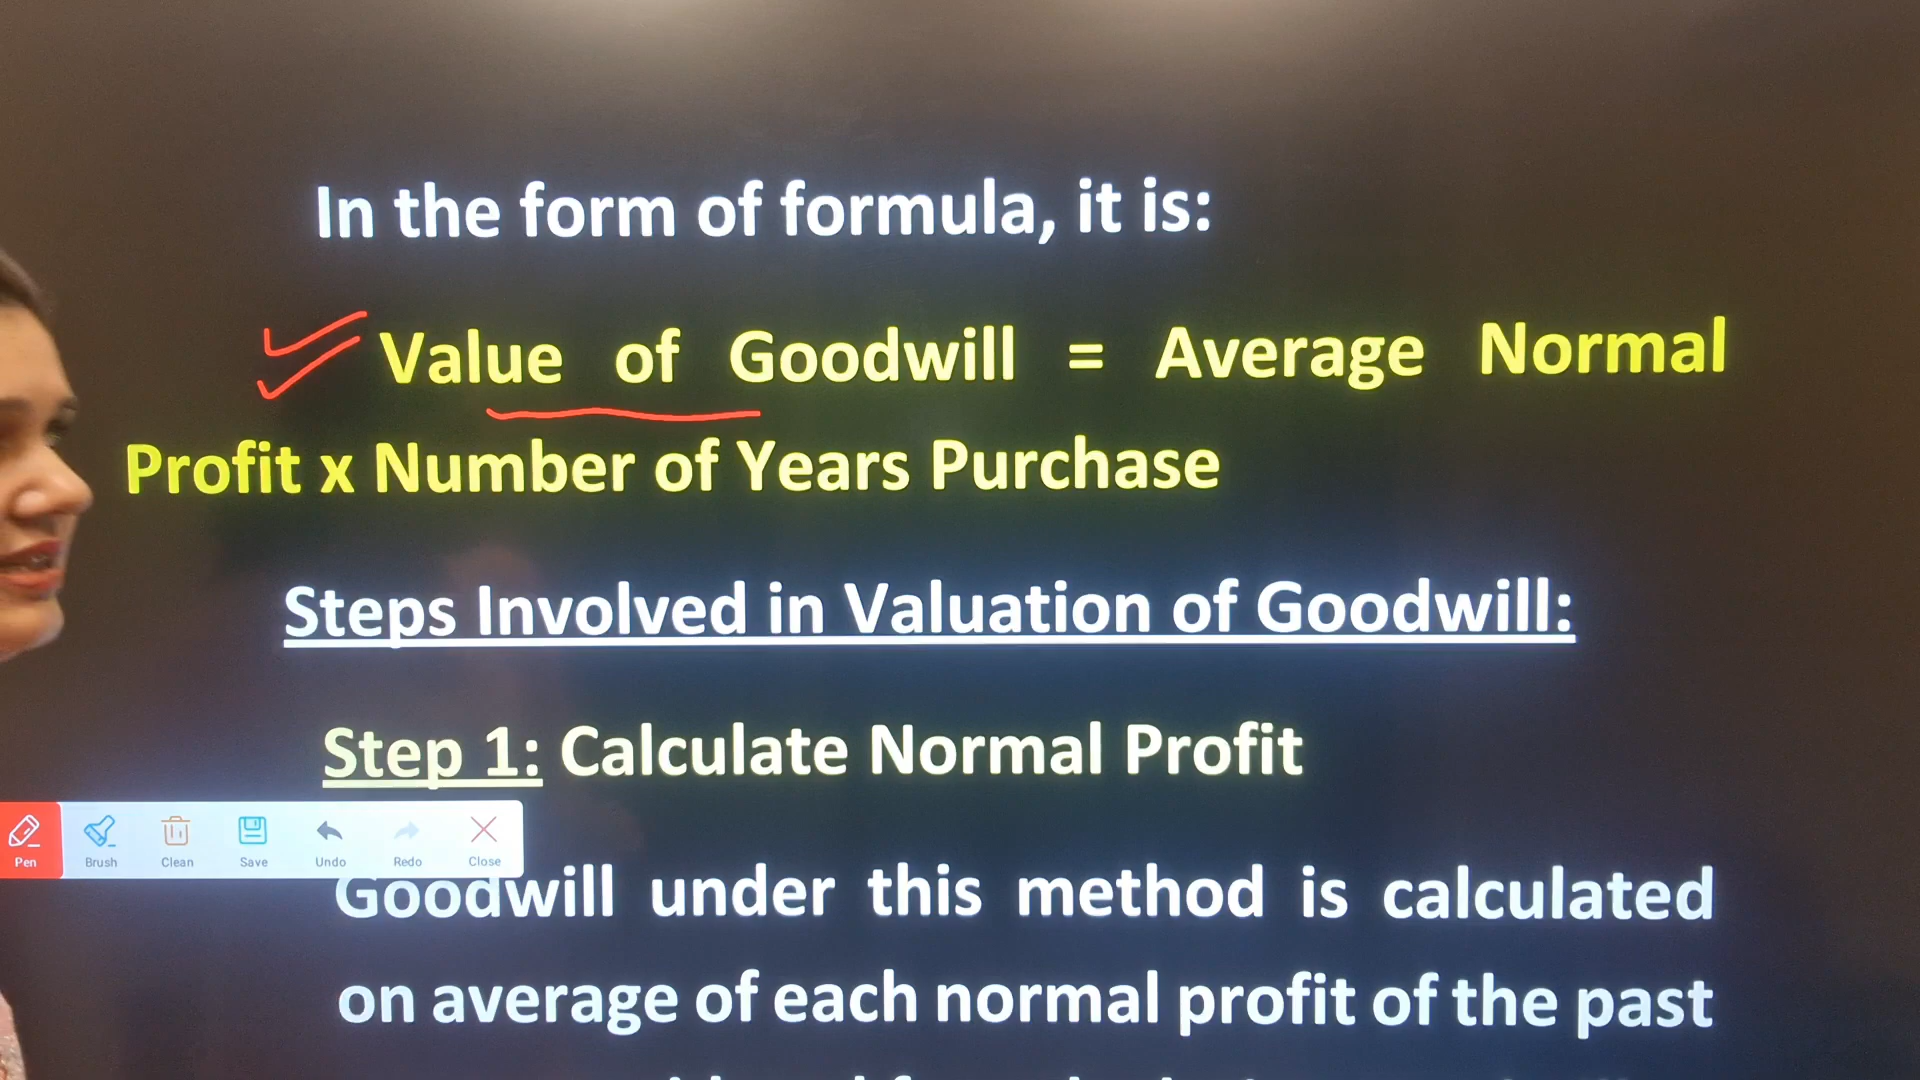 In the form of formula, it is:
Value of Goodwill = Average Normal
Profit x Number of Years Purchase
Steps Involved in Valuation of Goodwill:
Step 1: Calculate Normal Profit
Pen Brush Clean Save Undo Redo Close
Goodwill under this method is calculated
on average of each normal profit of the past